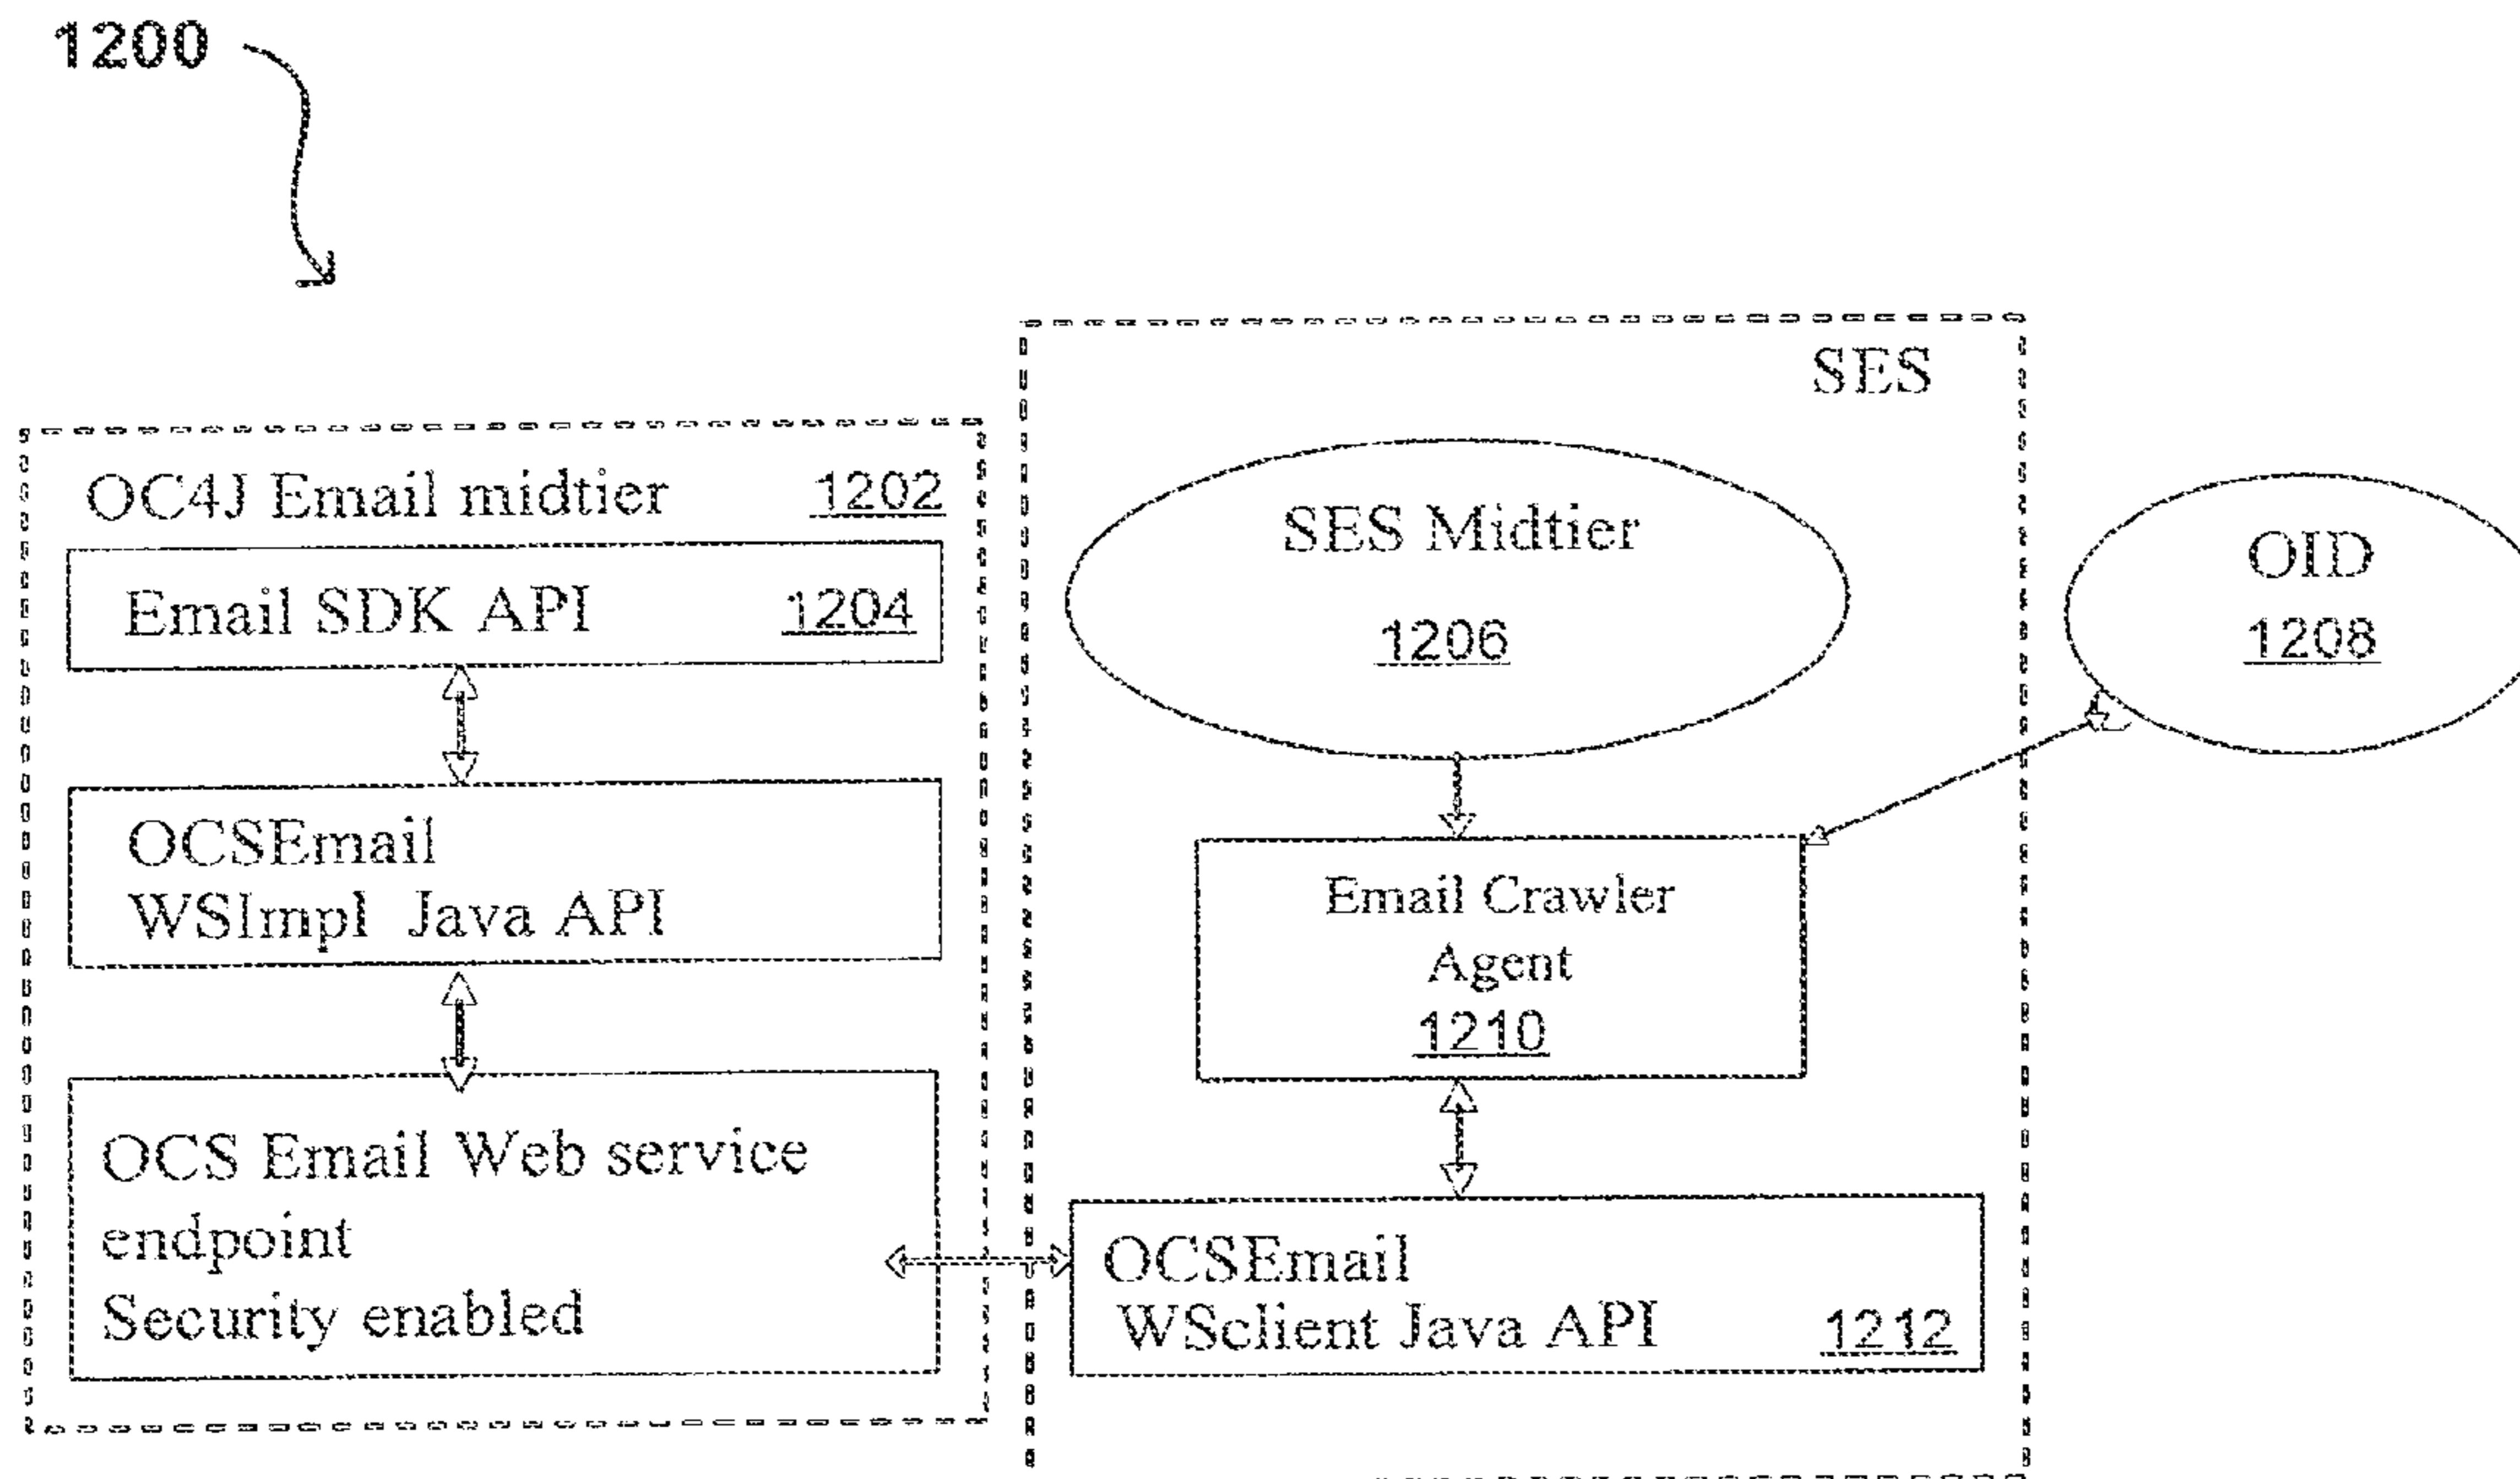 1200
SES
OC4J Email midtier 1202
Email SDK API 1204
OCSEmail
WSImpl Java API
OCS Email Web service
endpoint
Security enabled
SES Midtier
1206
OID
1208
Email Crawler
Agent
1210
OCSEmail
WSclient Java API 1212